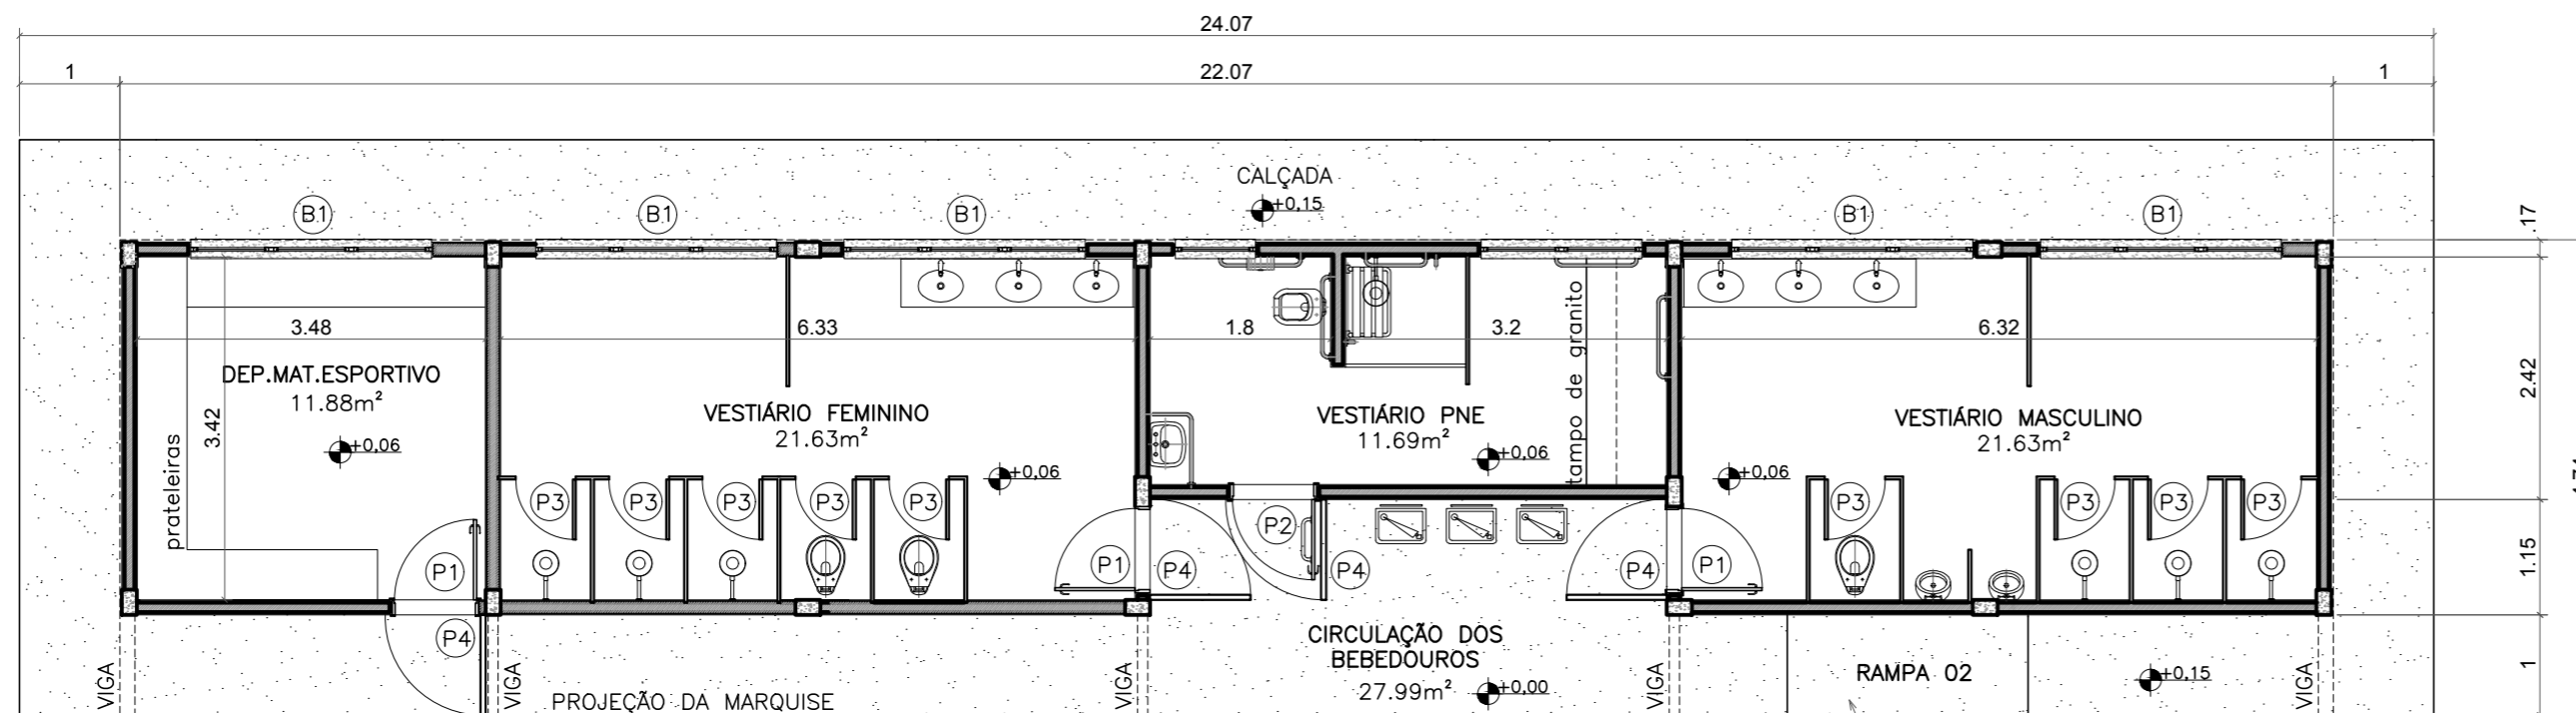 24.07
1
22.07
1
CALÇADA
+0,15
B1
B1
B1
B1
B1
.17
3.48
6.33
1.8
3.2
6.32
tampo de granito
2.42
DEP.MAT.ESPORTIVO
11.88m²
3.42
prateleiras
+0,06
VESTIÁRIO FEMININO
21.63m²
+0,06
VESTIÁRIO PNE
11.69m²
+0,06
VESTIÁRIO MASCULINO
21.63m²
+0,06
P3
P3
P3
P3
P3
P2
P3
P3
P3
P3
P1
P1
P4
P4
P4
P1
1.15
P4
CIRCULAÇÃO DOS
BEBEDOUROS
27.99m²
+0,00
VIGA
VIGA
PROJEÇÃO DA MARQUISE
VIGA
VIGA
RAMPA 02
+0,15
VIGA
1